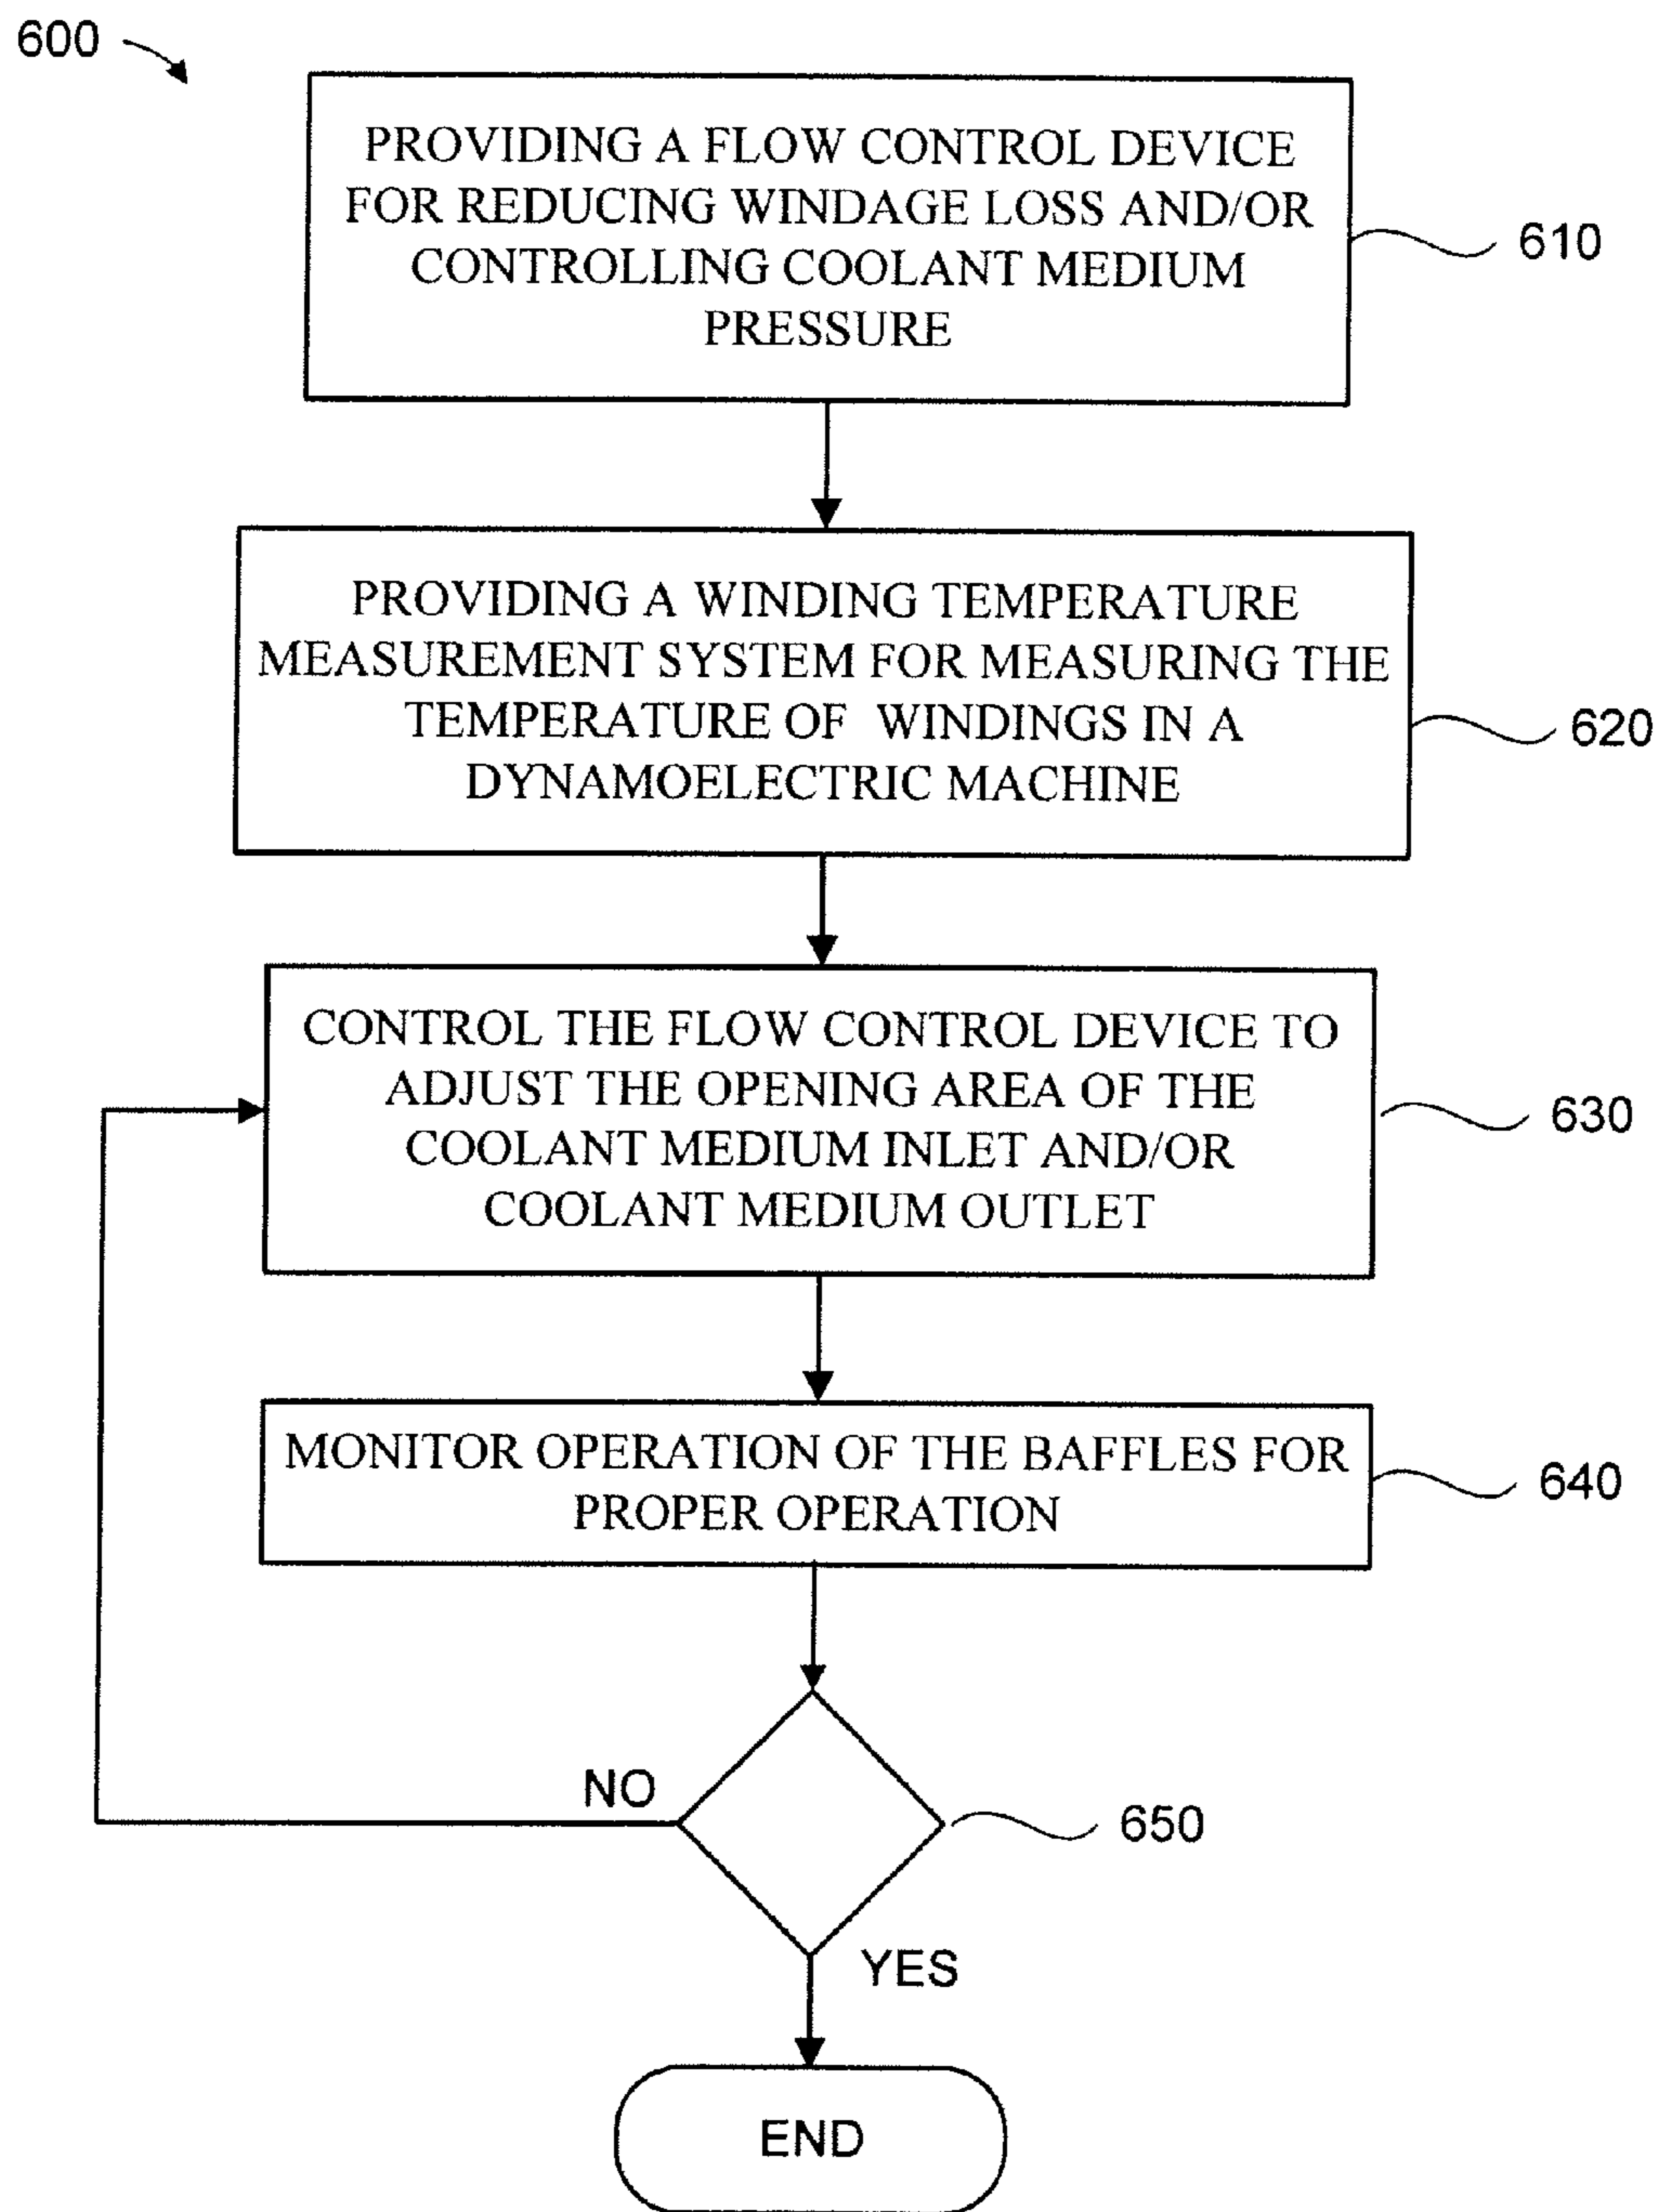 600
PROVIDING A FLOW CONTROL DEVICE
FOR REDUCING WINDAGE LOSS AND/OR
CONTROLLING COOLANT MEDIUM
PRESSURE
610
PROVIDING A WINDING TEMPERATURE
MEASUREMENT SYSTEM FOR MEASURING THE
TEMPERATURE OF WINDINGS IN A
DYNAMOELECTRIC MACHINE
620
CONTROL THE FLOW CONTROL DEVICE TO
ADJUST THE OPENING AREA OF THE
COOLANT MEDIUM INLET AND/OR
COOLANT MEDIUM OUTLET
630
MONITOR OPERATION OF THE BAFFLES FOR
PROPER OPERATION
640
NO
650
YES
END